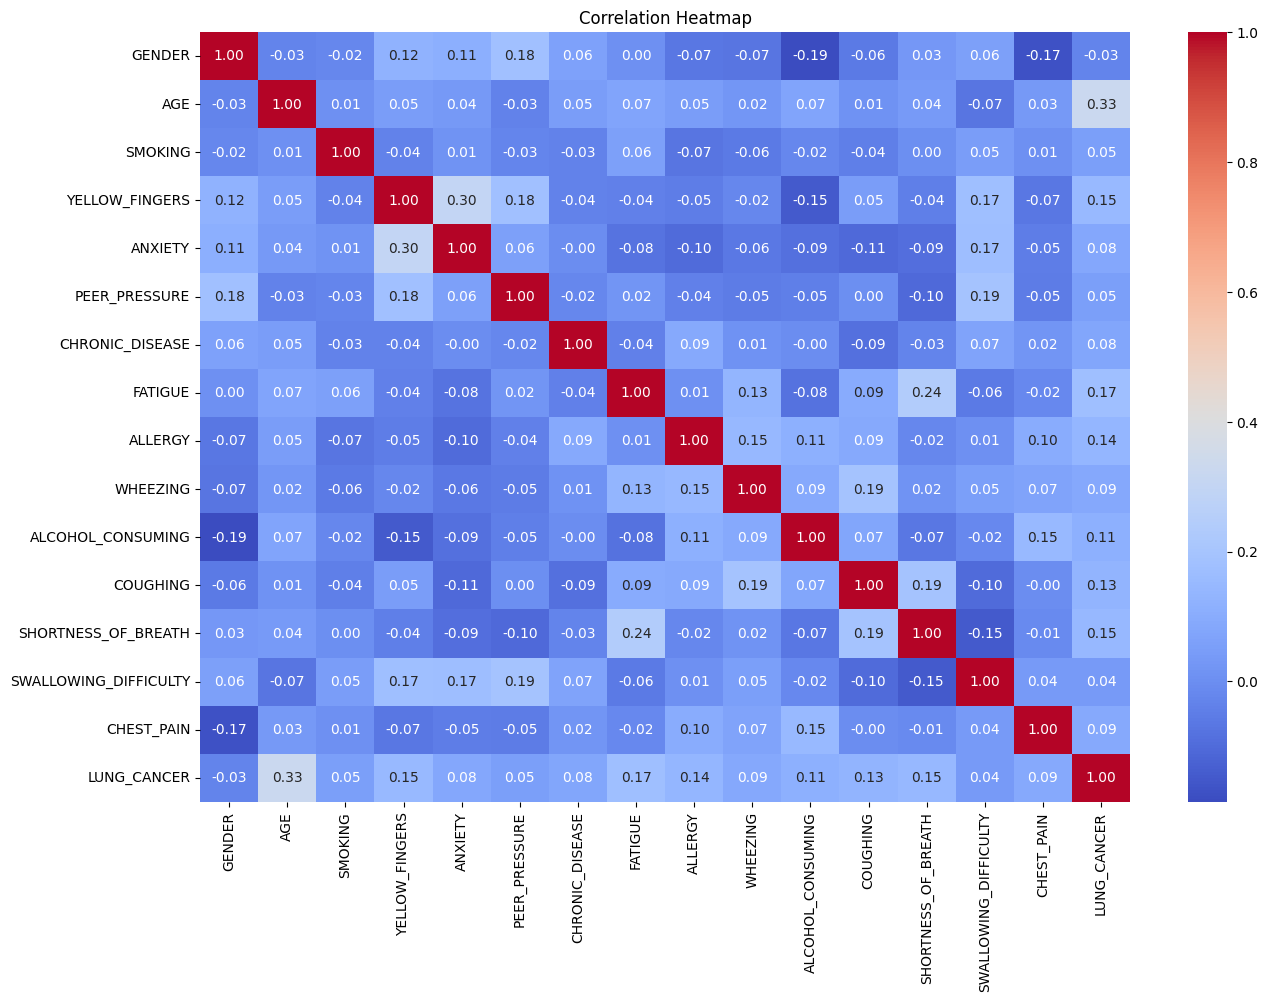 Correlation Heatmap
GENDER 1.00 -0.03 -0.02 0.12 0.11 0.18 0.06 0.00 -0.07 -0.07 -0.19 -0.06 0.03 0.06 -0.17 -0.03
AGE -0.03 1.00 0.01 0.05 0.04 -0.03 0.05 0.07 0.05 0.02 0.07 0.01 0.04 -0.07 0.03 0.33
SMOKING -0.02 0.01 1.00 -0.04 0.01 -0.03 -0.03 0.06 -0.07 -0.06 -0.02 -0.04 0.00 0.05 0.01 0.05
YELLOW_FINGERS 0.12 0.05 -0.04 1.00 0.30 0.18 -0.04 -0.04 -0.05 -0.02 -0.15 0.05 -0.04 0.17 -0.07 0.15
ANXIETY 0.11 0.04 0.01 0.30 1.00 0.06 -0.00 -0.08 -0.10 -0.06 -0.09 -0.11 -0.09 0.17 -0.05 0.08
PEER_PRESSURE 0.18 -0.03 -0.03 0.18 0.06 1.00 -0.02 0.02 -0.04 -0.05 -0.05 0.00 -0.10 0.19 -0.05 0.05
CHRONIC_DISEASE 0.06 0.05 -0.03 -0.04 -0.00 -0.02 1.00 -0.04 0.09 0.01 -0.00 -0.09 -0.03 0.07 0.02 0.08
FATIGUE 0.00 0.07 0.06 -0.04 -0.08 0.02 -0.04 1.00 0.01 0.13 -0.08 0.09 0.24 -0.06 -0.02 0.17
ALLERGY -0.07 0.05 -0.07 -0.05 -0.10 -0.04 0.09 0.01 1.00 0.15 0.11 0.09 -0.02 0.01 0.10 0.14
WHEEZING -0.07 0.02 -0.06 -0.02 -0.06 -0.05 0.01 0.13 0.15 1.00 0.09 0.19 0.02 0.05 0.07 0.09
ALCOHOL_CONSUMING -0.19 0.07 -0.02 -0.15 -0.09 -0.05 -0.00 -0.08 0.11 0.09 1.00 0.07 -0.07 -0.02 0.15 0.11
COUGHING -0.06 0.01 -0.04 0.05 -0.11 0.00 -0.09 0.09 0.09 0.19 0.07 1.00 0.19 -0.10 -0.00 0.13
SHORTNESS_OF_BREATH 0.03 0.04 0.00 -0.04 -0.09 -0.10 -0.03 0.24 -0.02 0.02 -0.07 0.19 1.00 -0.15 -0.01 0.15
SWALLOWING_DIFFICULTY 0.06 -0.07 0.05 0.17 0.17 0.19 0.07 -0.06 0.01 0.05 -0.02 -0.10 -0.15 1.00 0.04 0.04
CHEST_PAIN -0.17 0.03 0.01 -0.07 -0.05 -0.05 0.02 -0.02 0.10 0.07 0.15 -0.00 -0.01 0.04 1.00 0.09
LUNG_CANCER -0.03 0.33 0.05 0.15 0.08 0.05 0.08 0.17 0.14 0.09 0.11 0.13 0.15 0.04 0.09 1.00
GENDER
AGE
SMOKING
YELLOW_FINGERS
ANXIETY
PEER_PRESSURE
CHRONIC_DISEASE
FATIGUE
ALLERGY
WHEEZING
ALCOHOL_CONSUMING
COUGHING
SHORTNESS_OF_BREATH
SWALLOWING_DIFFICULTY
CHEST_PAIN
LUNG_CANCER
1.0
0.8
0.6
0.4
0.2
0.0